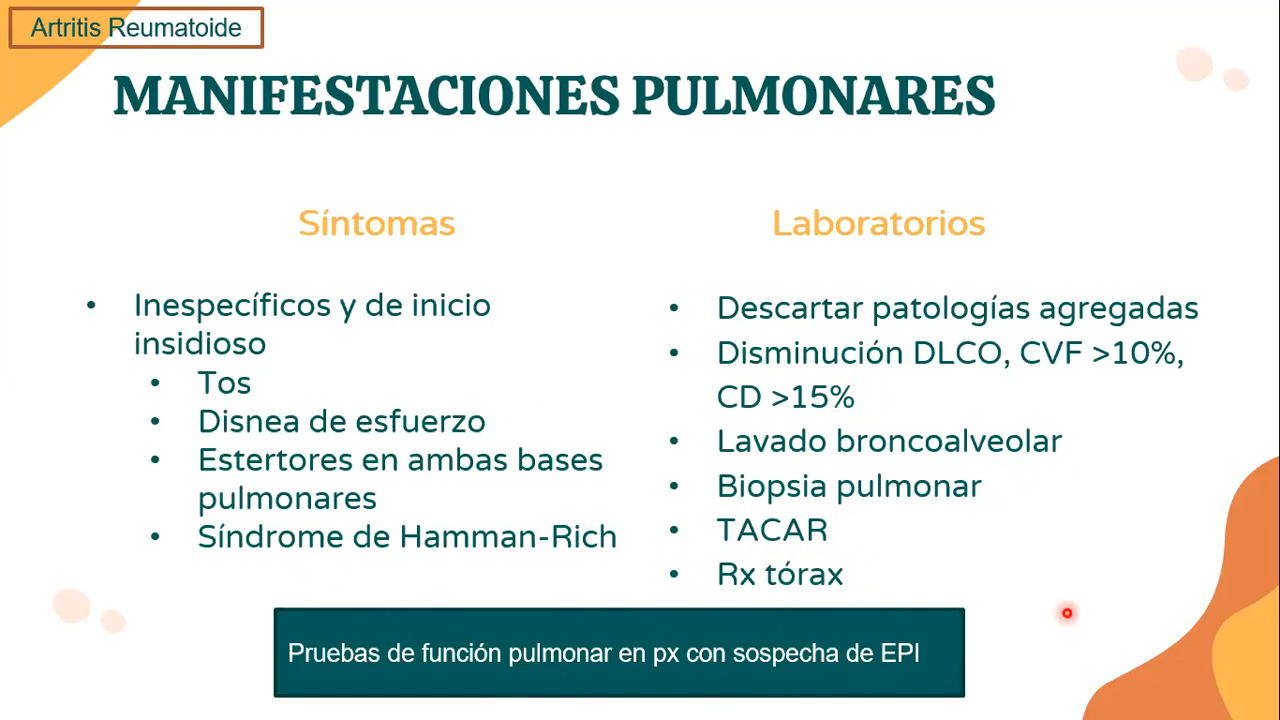 Artritis Reumatoide
MANIFESTACIONES PULMONARES
Síntomas
• Inespecíficos y de inicio
insidioso
• Tos
• Disnea de esfuerzo
• Estertores en ambas bases
pulmonares
• Síndrome de Hamman-Rich
Laboratorios
• Descartar patologías agregadas
• Disminución DLCO, CVF >10%,
CD >15%
• Lavado broncoalveolar
• Biopsia pulmonar
• TACAR
• Rx tórax
Pruebas de función pulmonar en px con sospecha de EPI